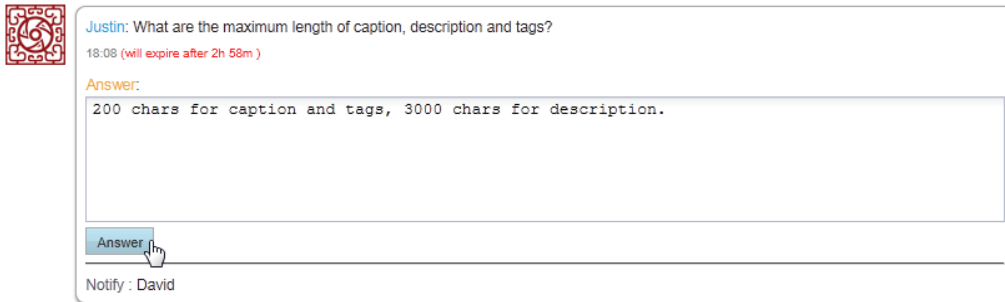 Justin: What are the maximum length of caption, description and tags?
18:08 (will expire after 2h 58m )
Answer:
200 chars for caption and tags, 3000 chars for description.
Answer
Notify : David